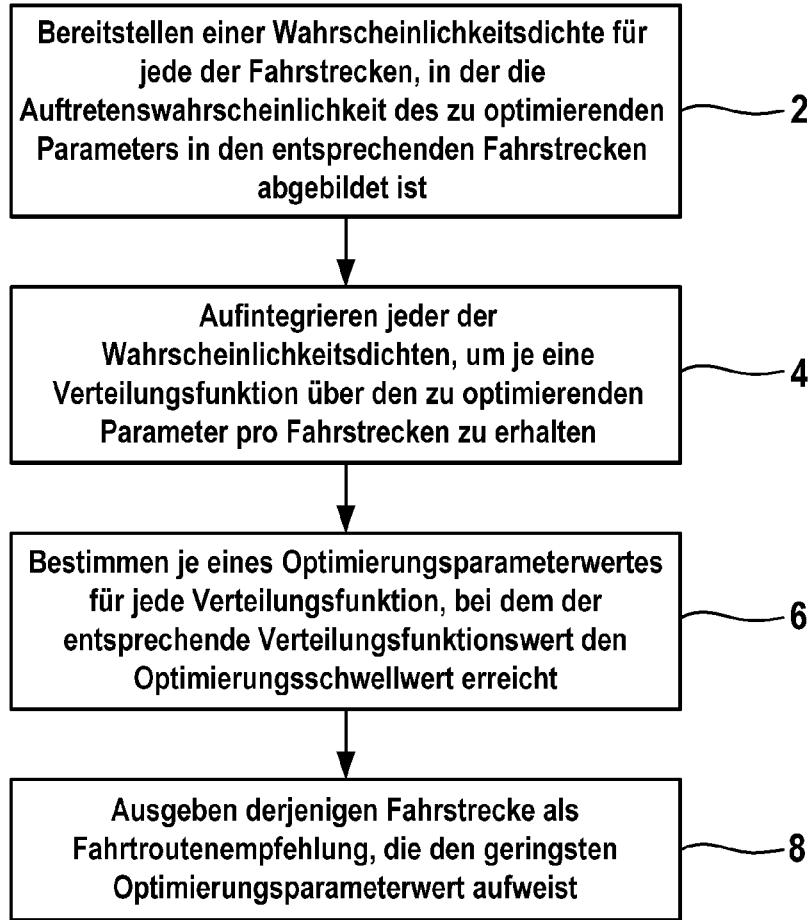 Bereitstellen einer Wahrscheinlichkeitsdichte für
jede der Fahrstrecken, in der die
Auftretenswahrscheinlichkeit des zu optimierenden
Parameters in den entsprechenden Fahrstrecken
abgebildet ist
2
Aufintegrieren jeder der
Wahrscheinlichkeitsdichten, um je eine
Verteilungsfunktion über den zu optimierenden
Parameter pro Fahrstrecken zu erhalten
4
Bestimmen je eines Optimierungsparameterwertes
für jede Verteilungsfunktion, bei dem der
entsprechende Verteilungsfunktionswert den
Optimierungsschwellwert erreicht
6
Ausgeben derjenigen Fahrstrecke als
Fahrtroutenempfehlung, die den geringsten
Optimierungsparameterwert aufweist
8